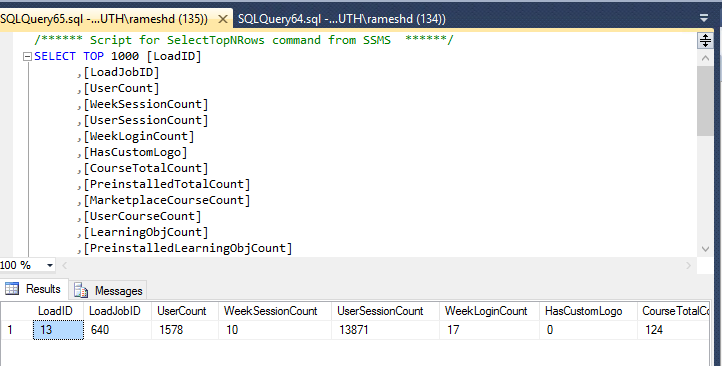 SQLQuery65.sql -...UTH\rameshd (135)) SQLQuery64.sql -...UTH\rameshd (134))
/****** Script for SelectTopNRows command from SSMS ******/
SELECT TOP 1000 [LoadID]
,[LoadJobID]
,[UserCount]
,[WeekSessionCount]
,[UserSessionCount]
,[WeekLoginCount]
,[HasCustomLogo]
,[CourseTotalCount]
,[PreinstalledTotalCount]
,[MarketplaceCourseCount]
,[UserCourseCount]
,[LearningObjCount]
,[PreinstalledLearningObjCount]
100 %
Results Messages
LoadID LoadJobID UserCount WeekSessionCount UserSessionCount WeekLoginCount HasCustomLogo CourseTotalCo
1 13 640 1578 10 13871 17 0 124